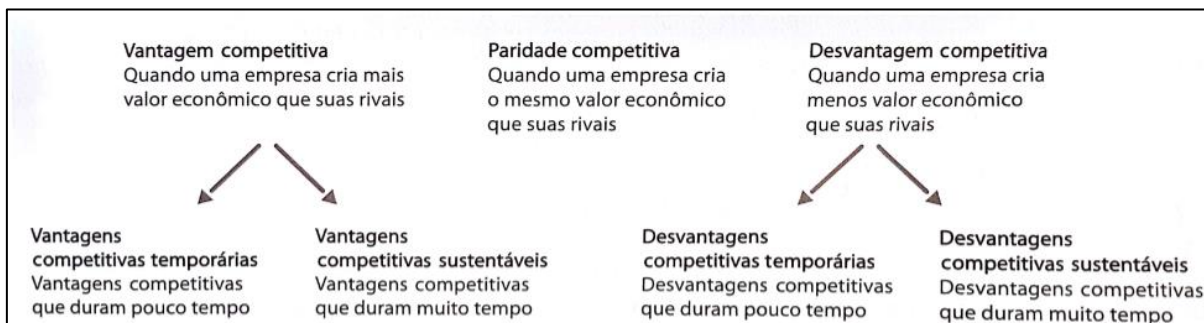 Vantagem competitiva
Quando uma empresa cria mais
valor econômico que suas rivais
Paridade competitiva
Quando uma empresa cria
o mesmo valor econômico
que suas rivais
Desvantagem competitiva
Quando uma empresa cria
menos valor econômico
que suas rivais
Vantagens
competitivas temporárias
Vantagens competitivas
que duram pouco tempo
Vantagens
competitivas sustentáveis
Vantagens competitivas
que duram muito tempo
Desvantagens
competitivas temporárias
Desvantagens competitivas
que duram pouco tempo
Desvantagens
competitivas sustentáveis
Desvantagens competitivas
que duram muito tempo